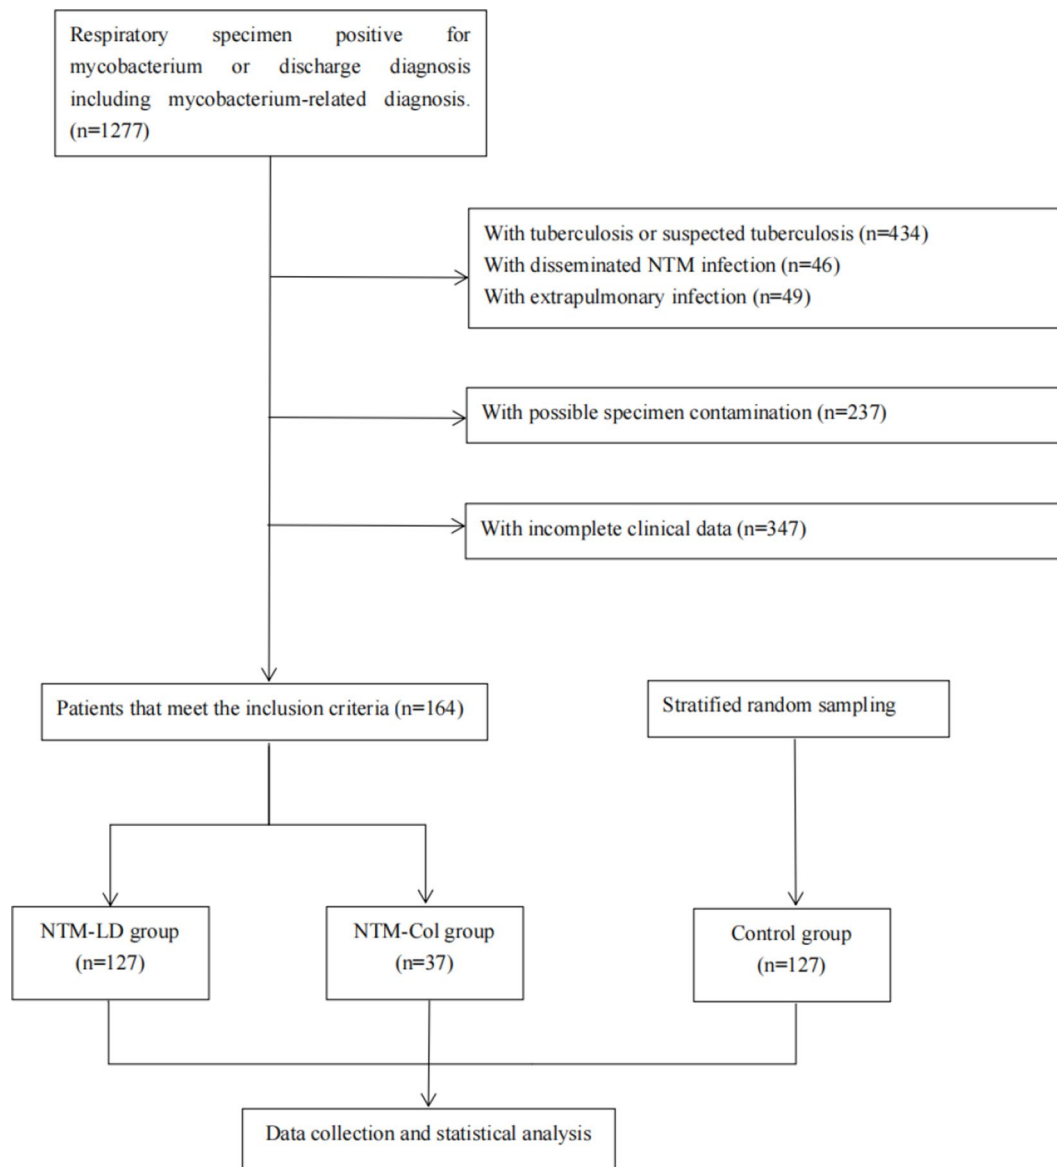 Respiratory specimen positive for
mycobacterium or discharge diagnosis
including mycobacterium-related diagnosis.
(n=1277)
With tuberculosis or suspected tuberculosis (n=434)
With disseminated NTM infection (n=46)
With extrapulmonary infection (n=49)
With possible specimen contamination (n=237)
With incomplete clinical data (n=347)
Patients that meet the inclusion criteria (n=164)
Stratified random sampling
NTM-LD group
(n=127)
NTM-Col group
(n=37)
Control group
(n=127)
Data collection and statistical analysis